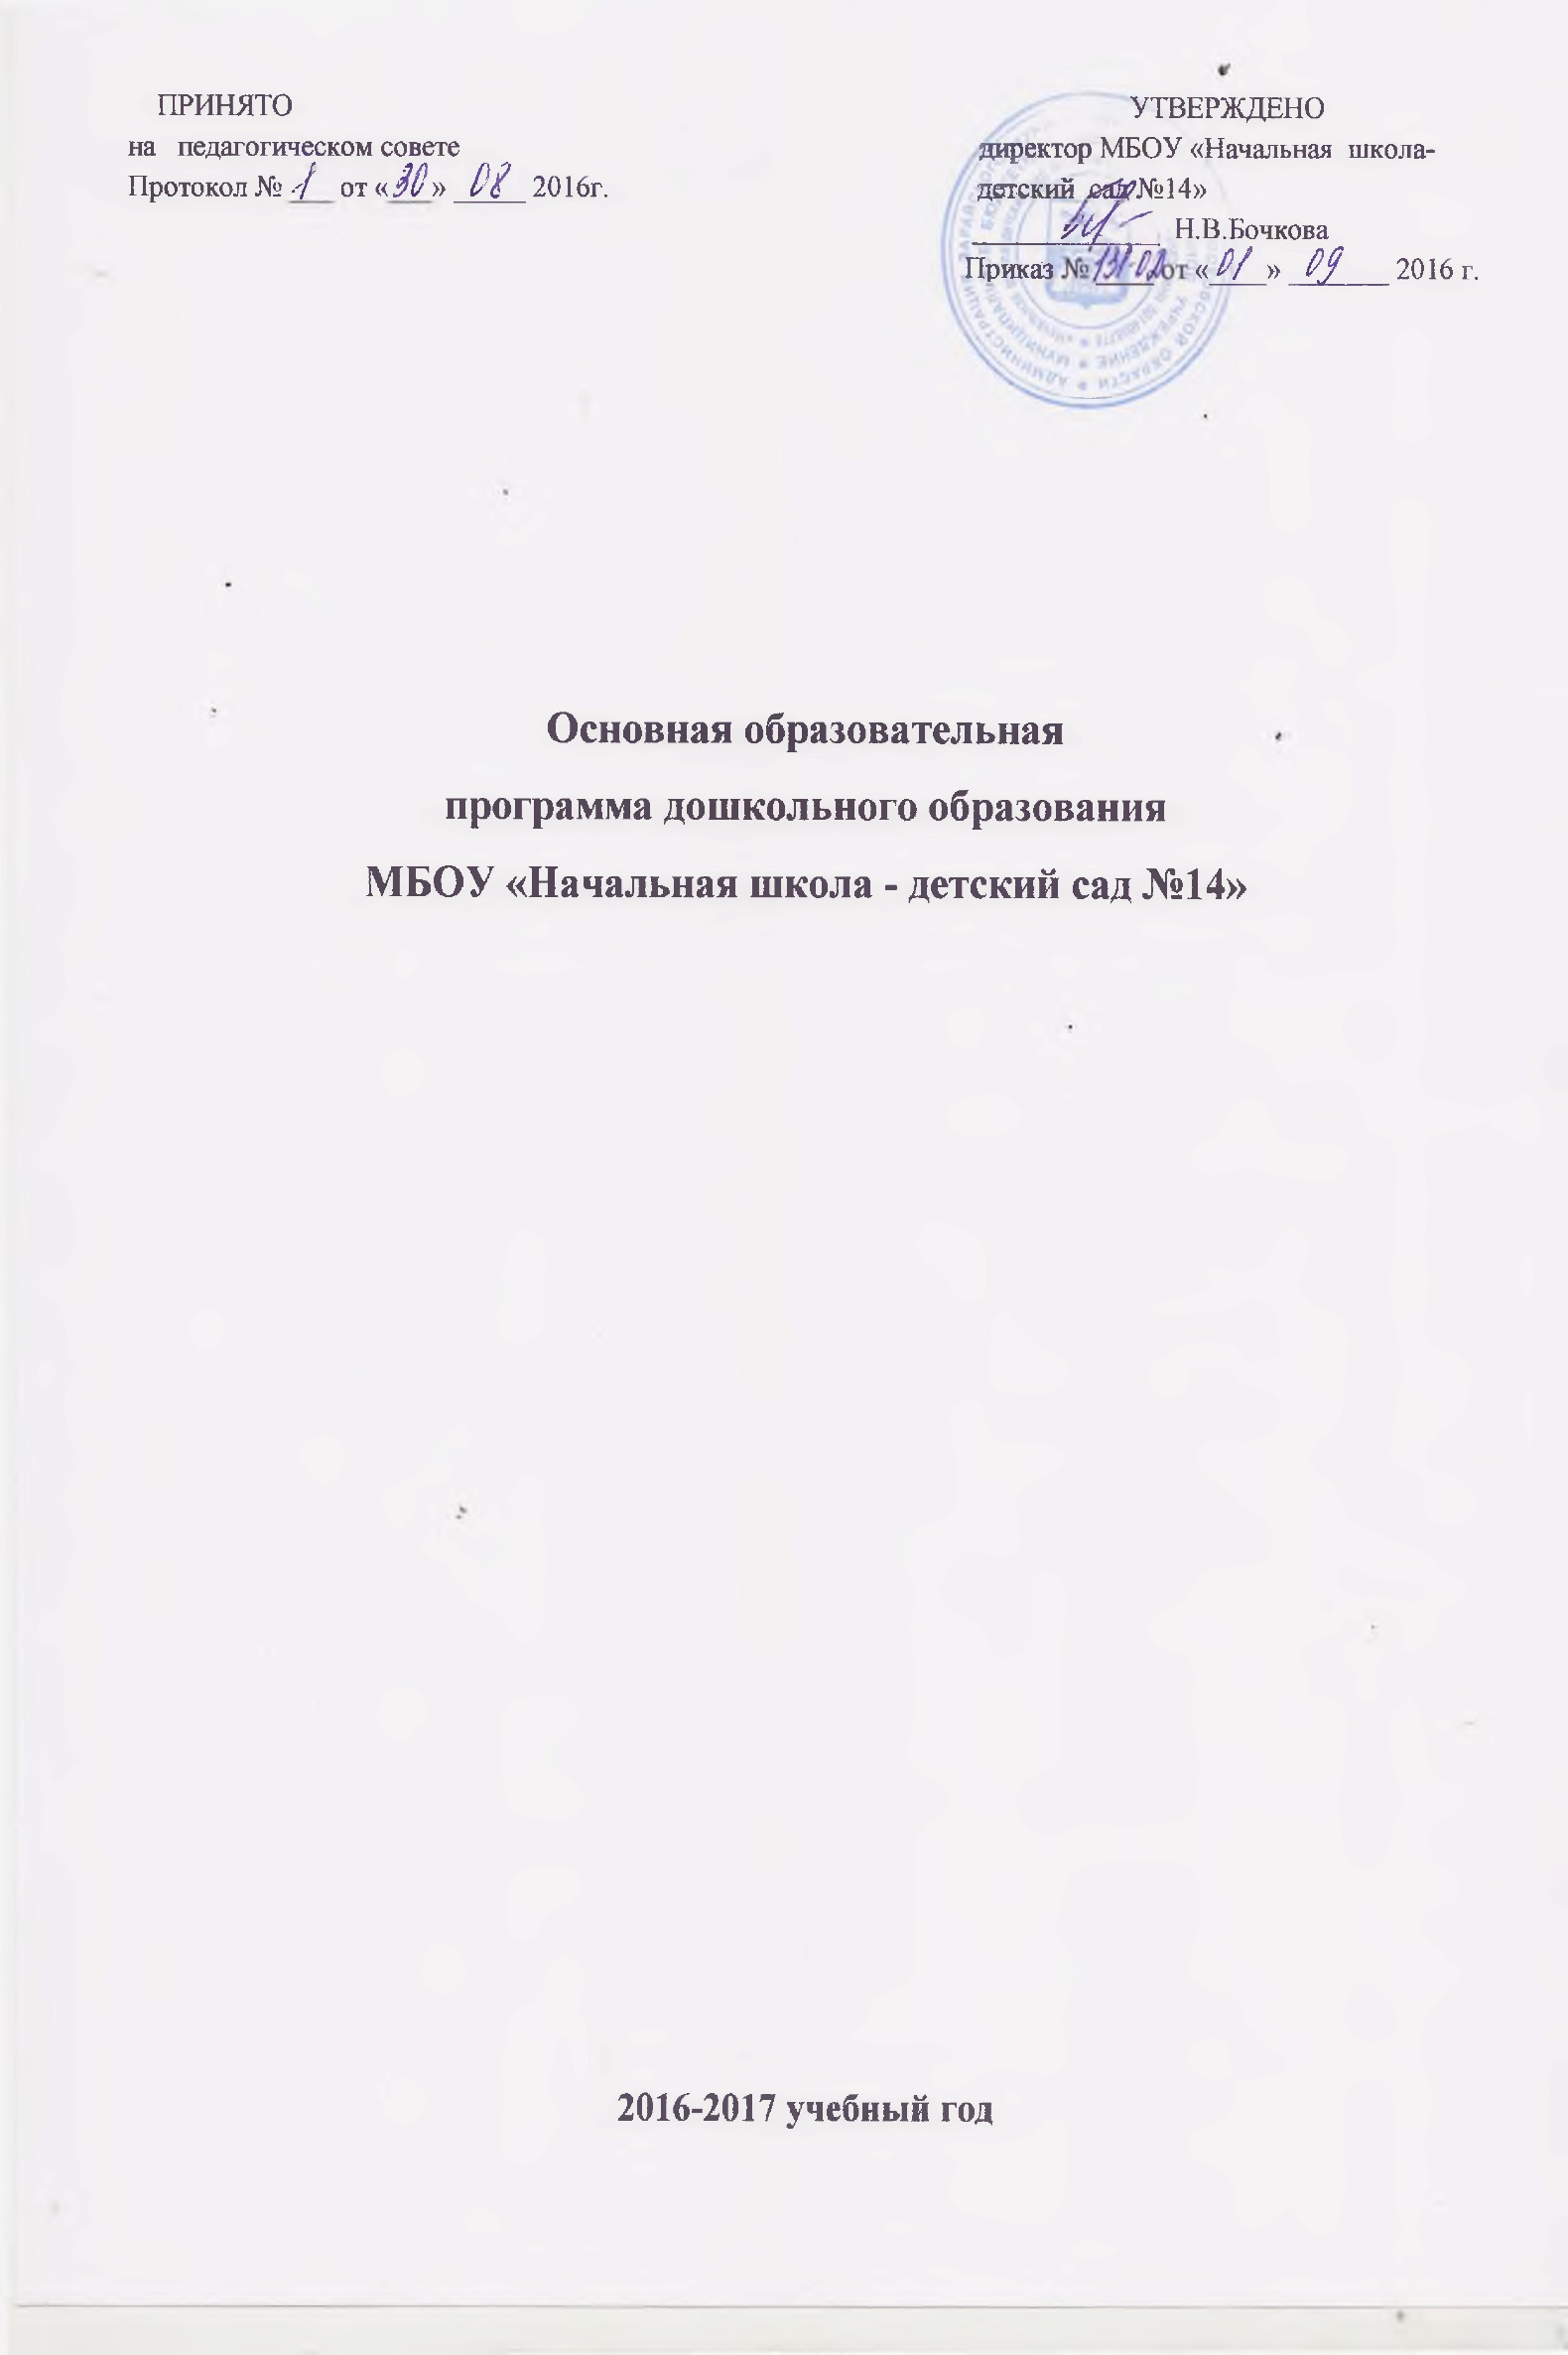 ПРИНЯТО
на педагогическом совете
Протокол № 1 от «30» 08 2016г.
УТВЕРЖДЕНО
директор МБОУ «Начальная школа-
детский сад №14»
Н.В.Бочкова
Приказ № от «01» 09 2016 г.
Основная образовательная
программа дошкольного образования
МБОУ «Начальная школа - детский сад №14»
2016-2017 учебный год